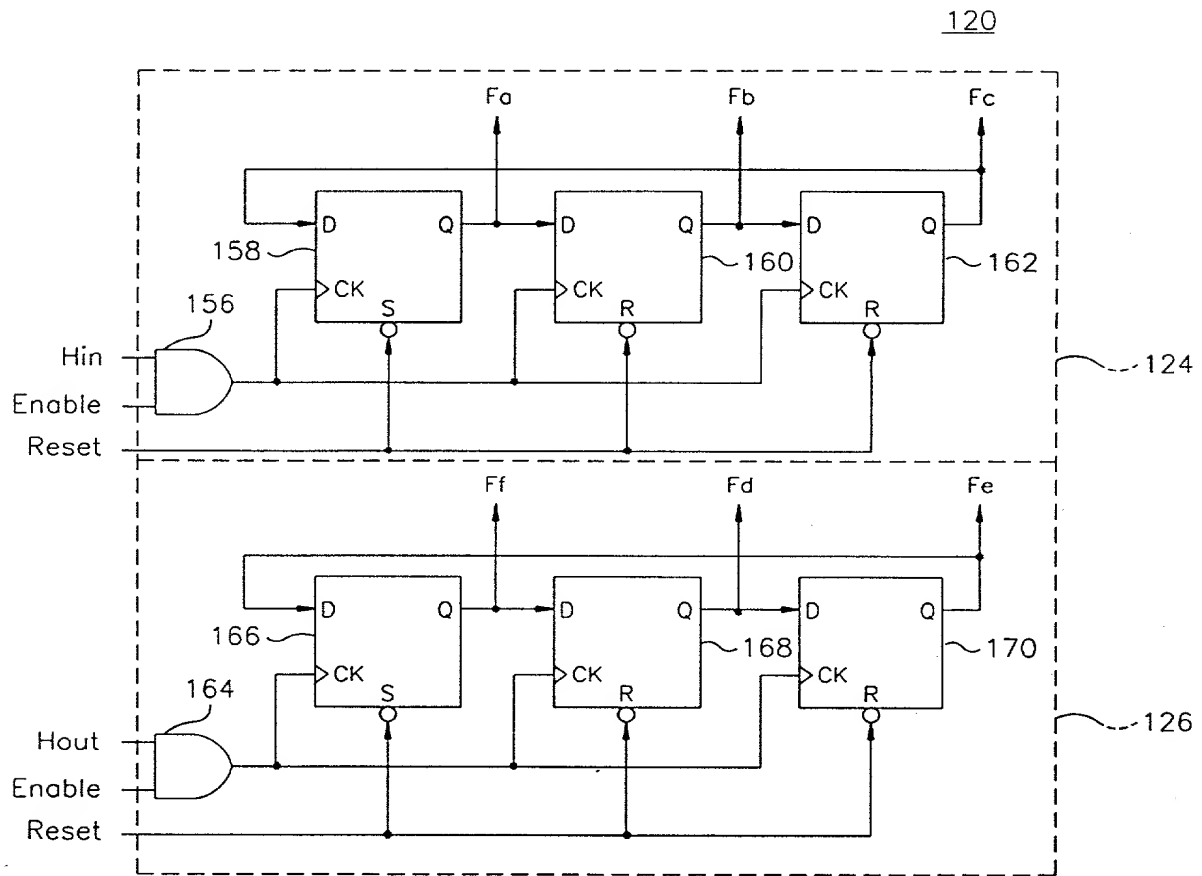 120
Fa Fb Fc
D Q D Q D Q
158 160 162
CK CK CK
S R R
156
Hin
124
Enable
Reset
Ff Fd Fe
D Q D Q D Q
166 168 170
CK CK CK
S R R
164
126
Hout
Enable
Reset